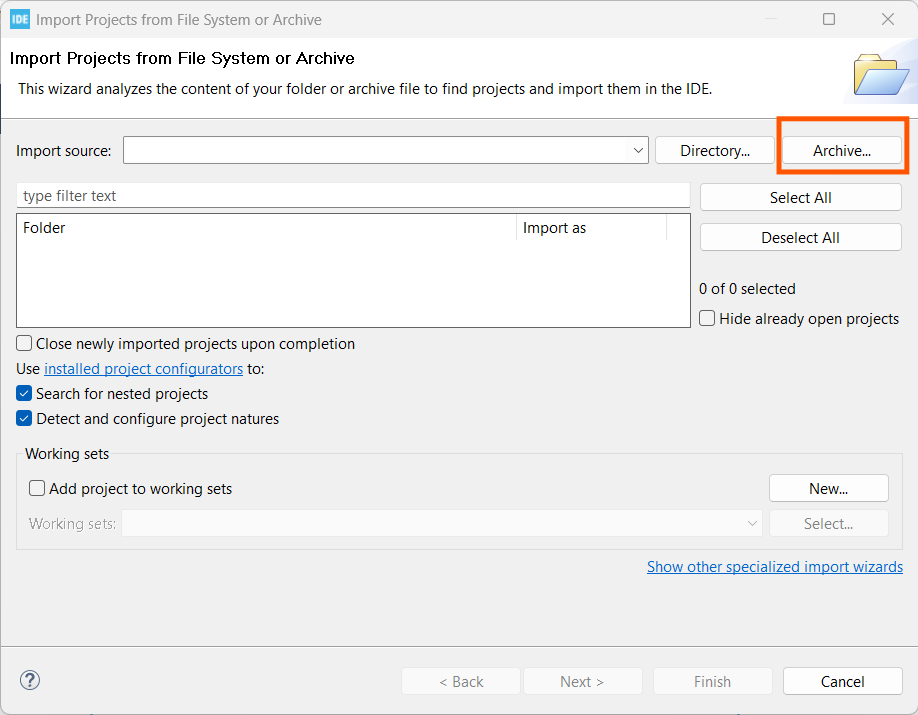 IDE Import Projects from File System or Archive
Import Projects from File System or Archive
This wizard analyzes the content of your folder or archive file to find projects and import them in the IDE.
Import source: Directory... Archive...
type filter text Select All
Folder Import as
Deselect All
0 of 0 selected
Hide already open projects
Close newly imported projects upon completion
Use installed project configurators to:
Search for nested projects
Detect and configure project natures
Working sets
Add project to working sets New...
Working sets: Select...
Show other specialized import wizards
? < Back Next > Finish Cancel